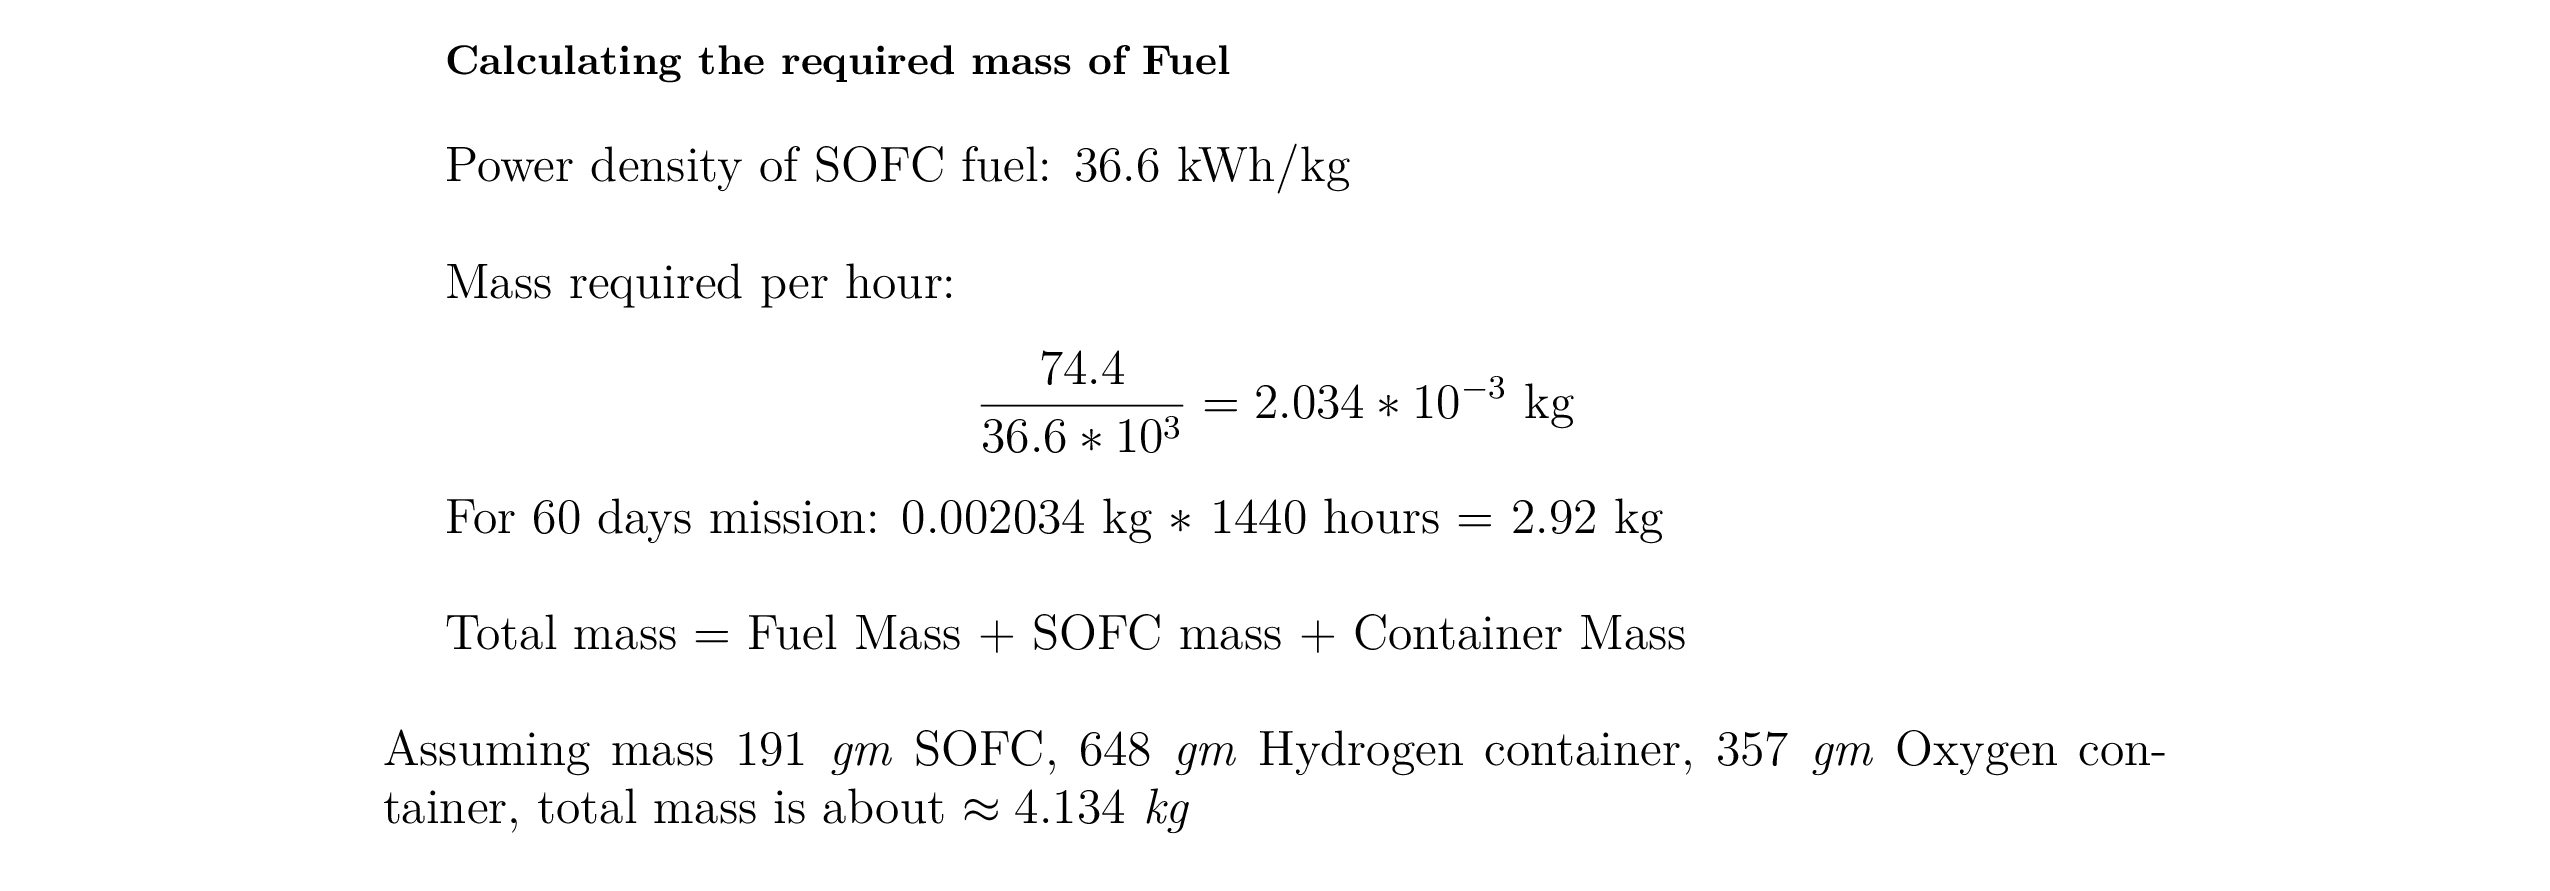 Calculating the required mass of Fuel
Power density of SOFC fuel: 36.6 kWh/kg
Mass required per hour:
\frac{74.4}{36.6 * 10^3} = 2.034 * 10^{-3} kg
For 60 days mission: 0.002034 kg * 1440 hours = 2.92 kg
Total mass = Fuel Mass + SOFC mass + Container Mass
Assuming mass 191 gm SOFC, 648 gm Hydrogen container, 357 gm Oxygen con-
tainer, total mass is about ≈ 4.134 kg